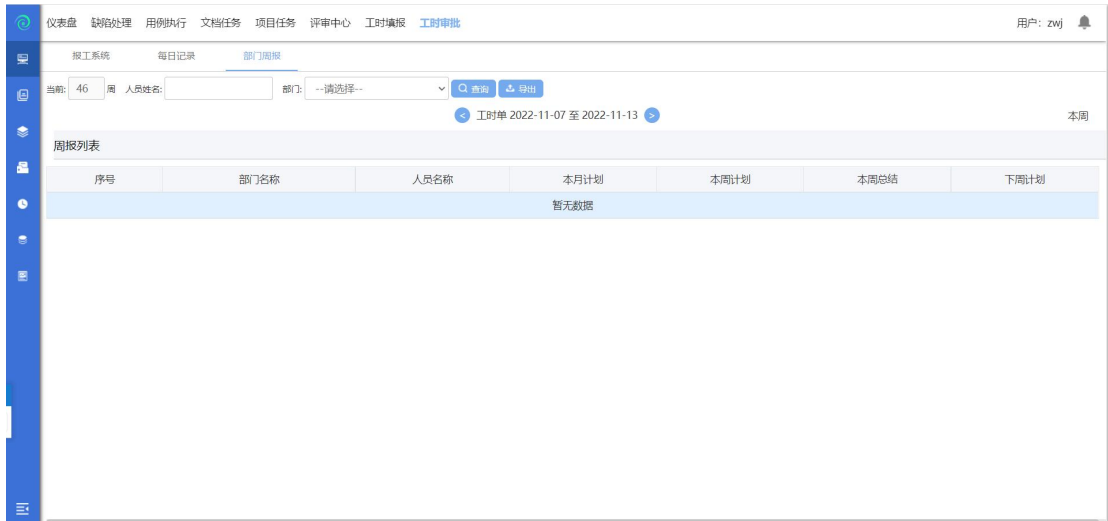 仪表盘 缺陷处理 用例执行 文档任务 项目任务 评审中心 工时填报 工时审批 用户: zwj
报工系统 每日记录 部门周报
当前: 46 周 人员姓名: 部门: --请选择-- 查询 导出
< 工时单 2022-11-07 至 2022-11-13 > 本周
周报列表
序号 部门名称 人员名称 本月计划 本周计划 本周总结 下周计划
暂无数据